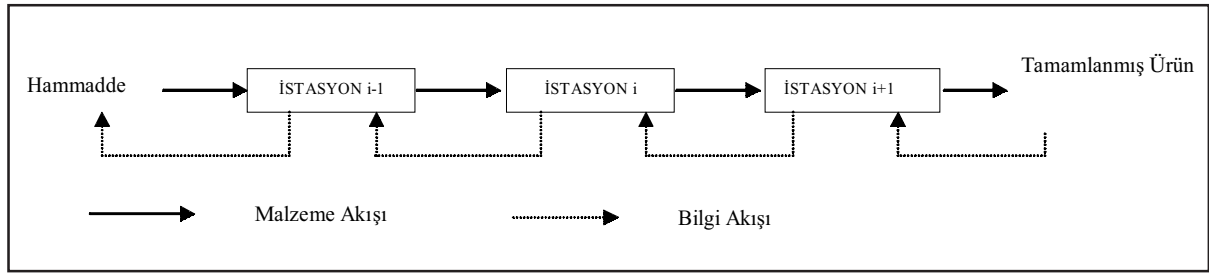 Tamamlanmış Ürün
Hammadde
İSTASYON i-1
İSTASYON i
İSTASYON i+1
Malzeme Akışı
Bilgi Akışı